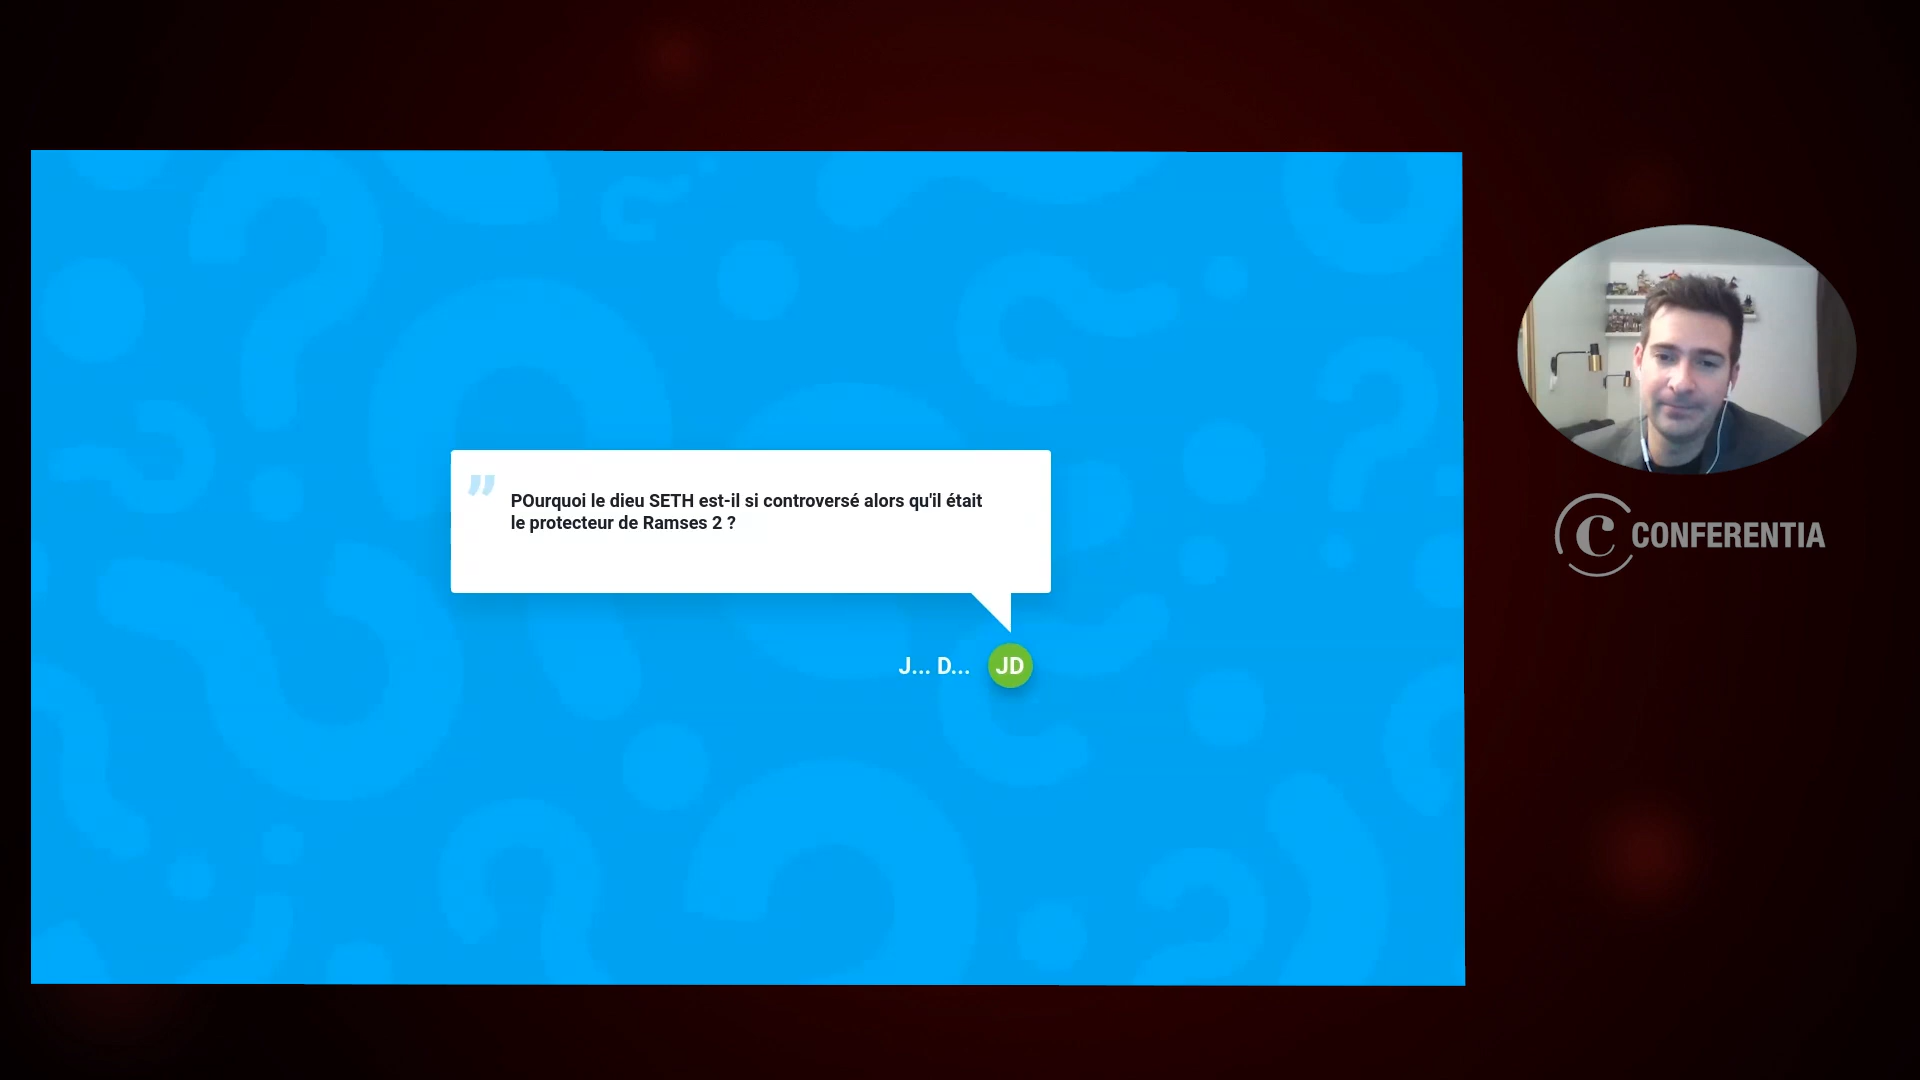 POurquoi le dieu SETH est-il si controversé alors qu'il était
le protecteur de Ramses 2 ?
J... D... JD
C CONFERENTIA